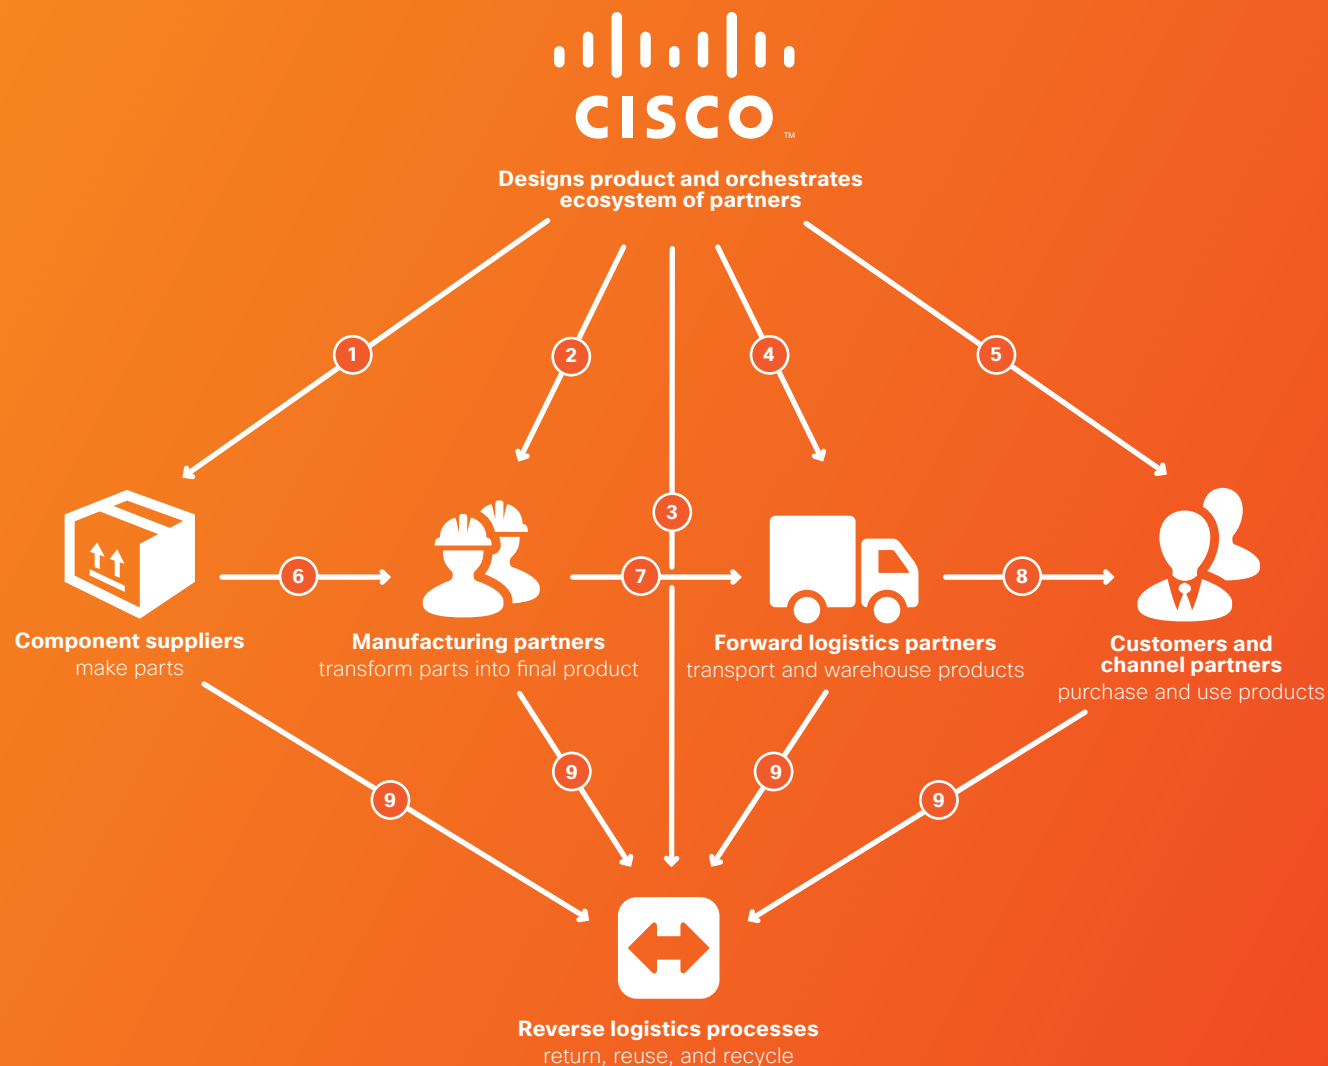 CISCO
TM
Designs product and orchestrates
ecosystem of partners
1
2
4
5
3
6
7
8
Component suppliers
make parts
Manufacturing partners
transform parts into final product
Forward logistics partners
transport and warehouse products
Customers and
channel partners
purchase and use products
9
9
9
9
Reverse logistics processes
return, reuse, and recycle